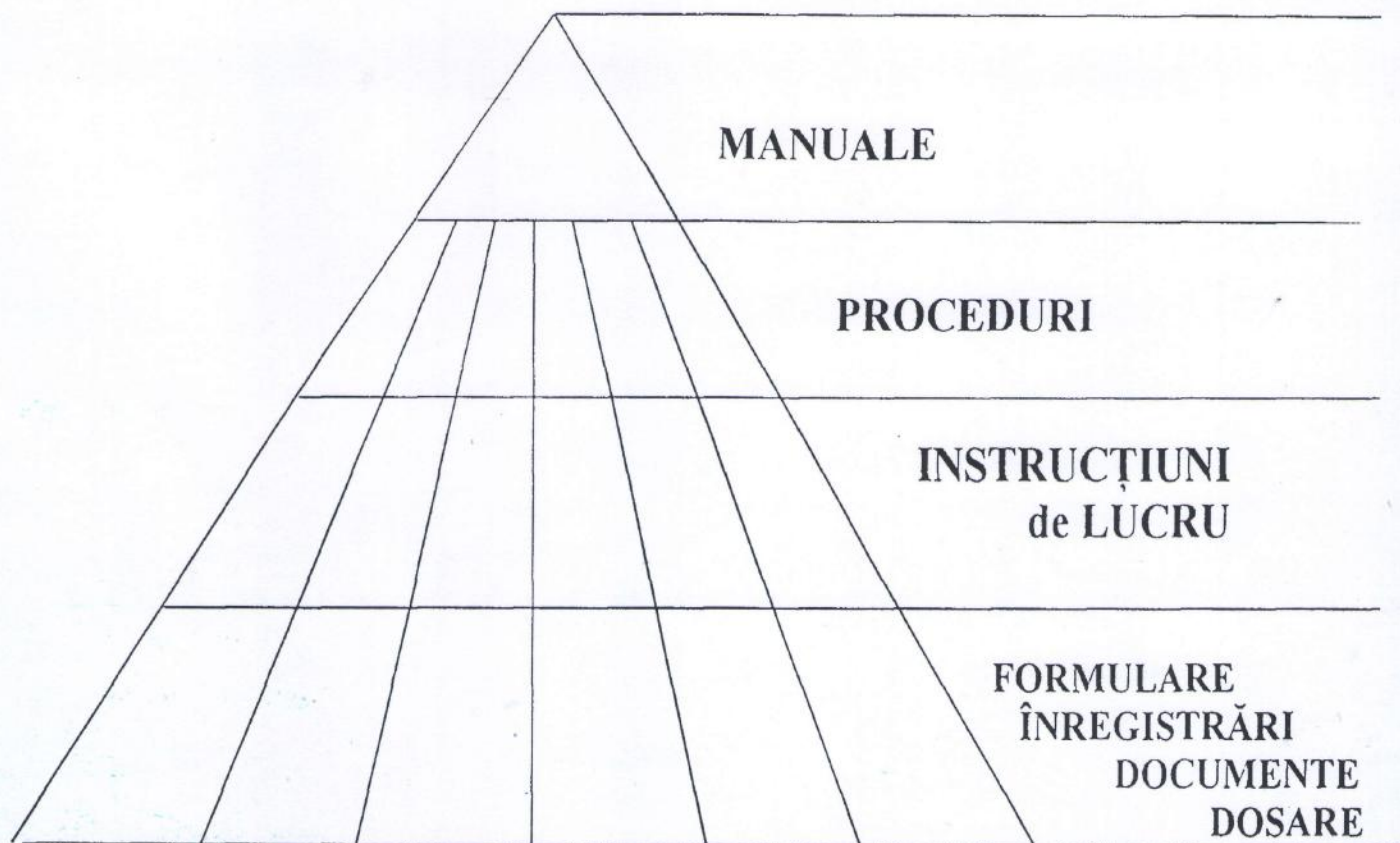 MANUALE
PROCEDURI
INSTRUCȚIUNI
de LUCRU
FORMULARE
ÎNREGISTRĂRI
DOCUMENTE
DOSARE